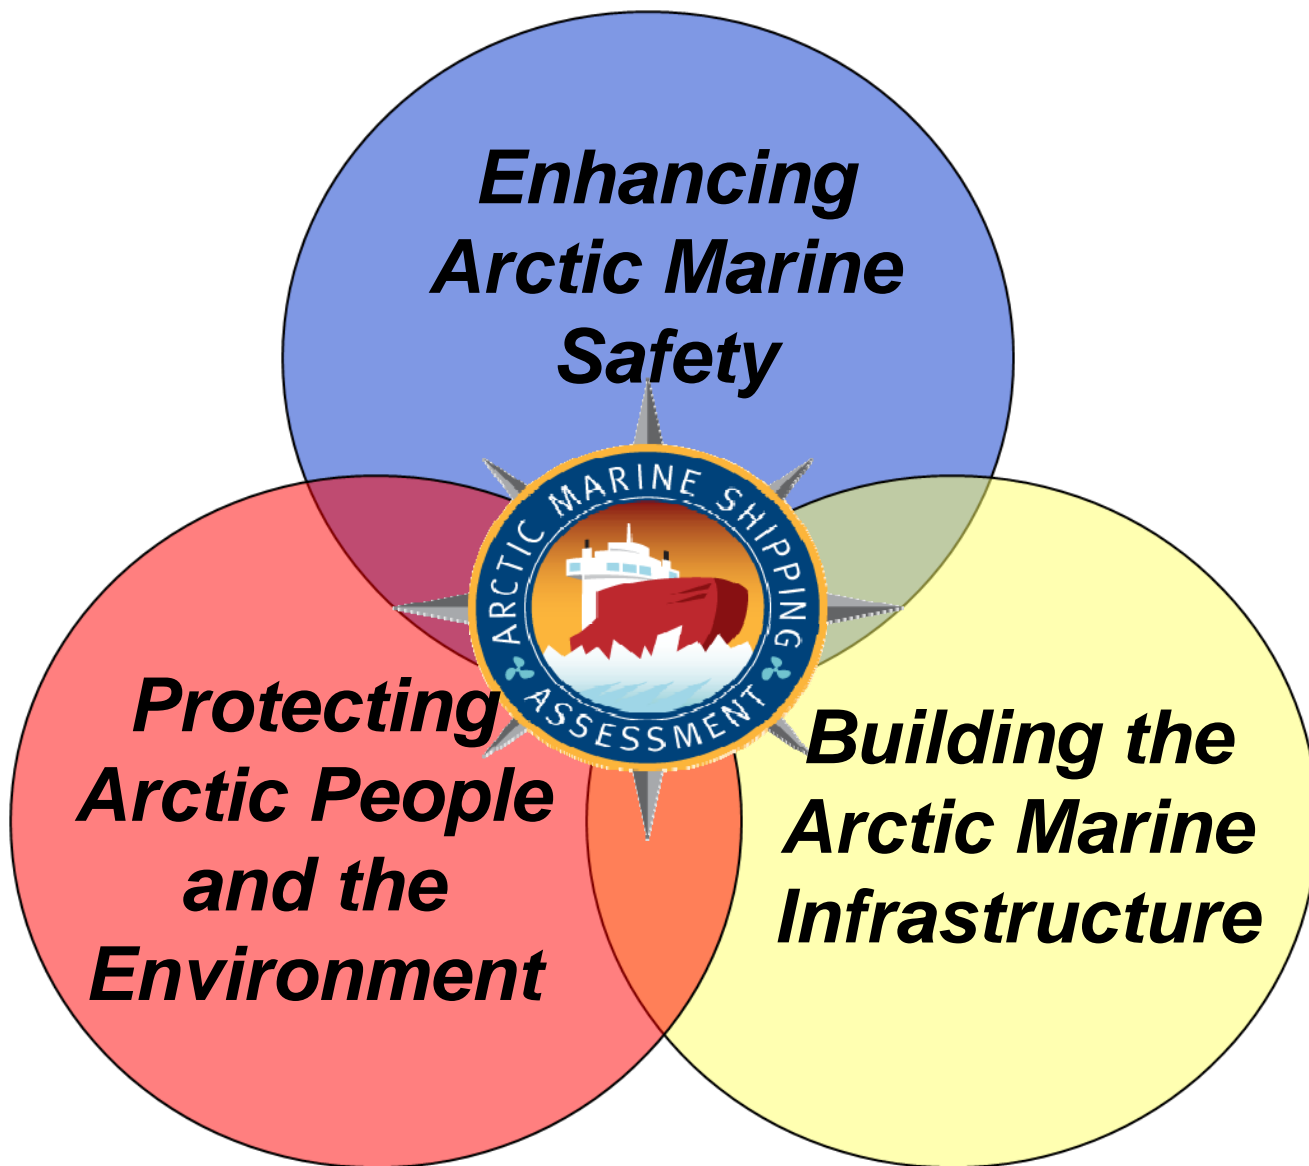 Enhancing
Arctic Marine
Safety
ARCTIC MARINE SHIPPING
ASSESSMENT
Protecting
Arctic People
and the
Environment
Building the
Arctic Marine
Infrastructure